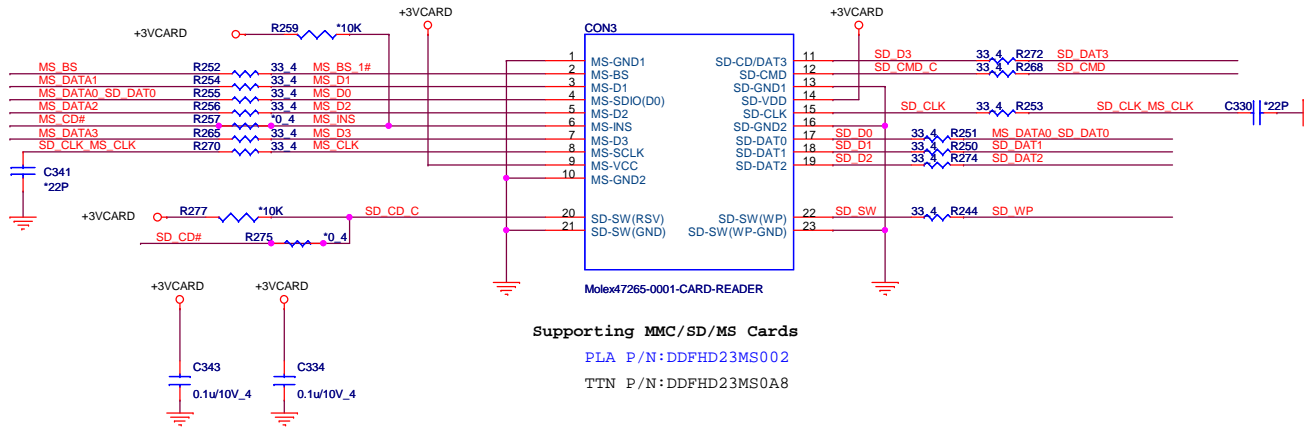 +3VCARD
R259
*10K
+3VCARD
CON3
+3VCARD
MS_BS R252 33_4 MS_BS_1#
MS_DATA1 R254 33_4 MS_D1
MS_DATA0_SD_DAT0 R255 33_4 MS_D0
MS_DATA2 R256 33_4 MS_D2
MS_CD# R257 *0_4 MS_INS
MS_DATA3 R265 33_4 MS_D3
SD_CLK_MS_CLK R270 33_4 MS_CLK
C341
*22P
1 MS-GND1
2 MS-BS
3 MS-D1
4 MS-SDIO(D0)
5 MS-D2
6 MS-INS
7 MS-D3
8 MS-SCLK
9 MS-VCC
10 MS-GND2
20 SD-SW(RSV)
21 SD-SW(GND)
SD-CD/DAT3 11
SD-CMD 12
SD-GND1 13
SD-VDD 14
SD-CLK 15
SD-GND2 16
SD-DAT0 17
SD-DAT1 18
SD-DAT2 19
SD-SW(WP) 22
SD-SW(WP-GND) 23
SD_D3 33_4 R272 SD_DAT3
SD_CMD_C 33_4 R268 SD_CMD
SD_CLK 33_4 R253 SD_CLK_MS_CLK C330 *22P
SD_D0 33_4 R251 MS_DATA0_SD_DAT0
SD_D1 33_4 R250 SD_DAT1
SD_D2 33_4 R274 SD_DAT2
SD_SW 33_4 R244 SD_WP
+3VCARD R277 *10K SD_CD_C
SD_CD# R275 *0_4
Molex47265-0001-CARD-READER
+3VCARD
+3VCARD
C343
0.1u/10V_4
C334
0.1u/10V_4
Supporting MMC/SD/MS Cards
PLA P/N:DDFHD23MS002
TTN P/N:DDFHD23MS0A8